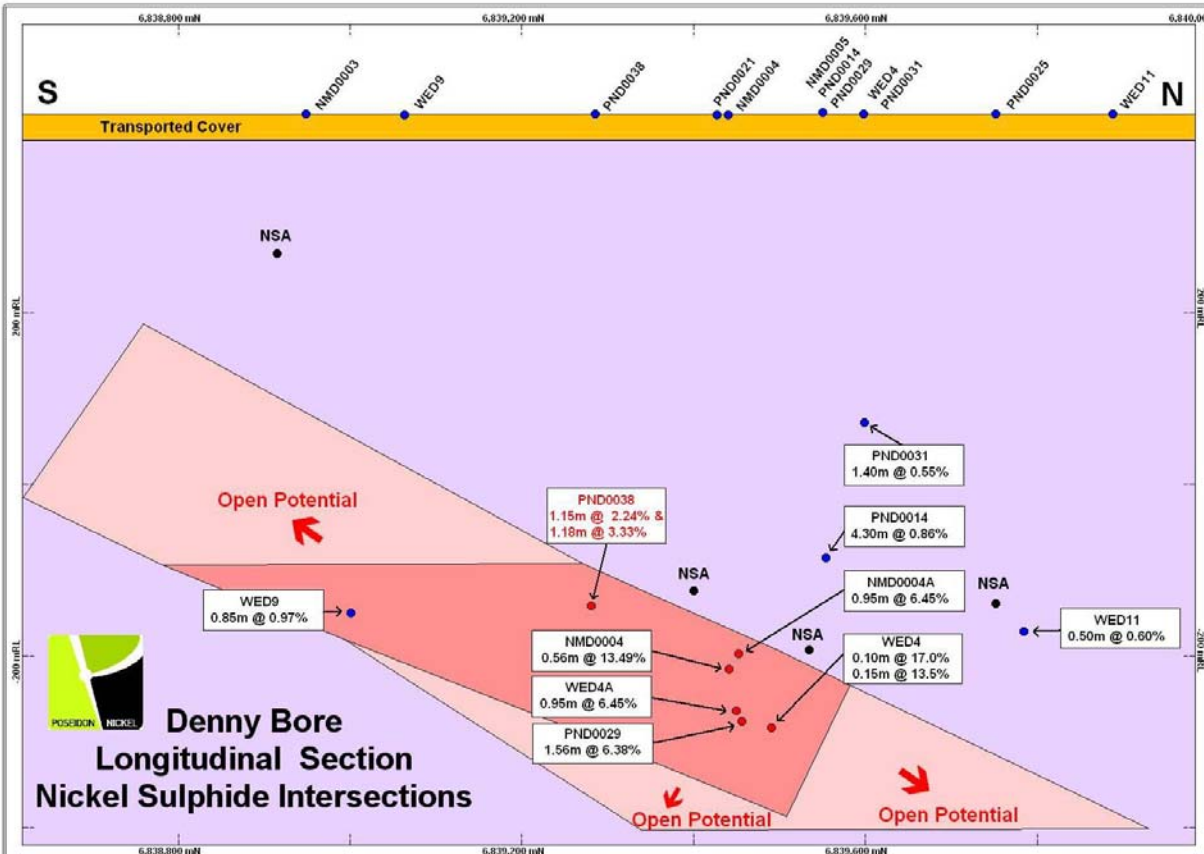 6,838,800 mN
6,839,200 mN
6,839,600 mN
6,840,00
S
N
NMD0003
WED9
PND0038
PND0021
NMD0004
NMD0005
PND0014
PND0029
WED4
PND0031
PND0025
WED11
Transported Cover
NSA
200 mRL
200 mRL
PND0031
1.40m @ 0.55%
Open Potential
PND0038
1.15m @ 2.24% &
1.18m @ 3.33%
PND0014
4.30m @ 0.86%
NSA
NMD0004A
0.95m @ 6.45%
NSA
WED9
0.85m @ 0.97%
WED11
0.50m @ 0.60%
NMD0004
0.56m @ 13.49%
NSA
WED4
0.10m @ 17.0%
0.15m @ 13.5%
-200 mRL
-200 mRL
WED4A
0.95m @ 6.45%
PND0029
1.56m @ 6.38%
POSEIDON NICKEL
Denny Bore
Longitudinal Section
Nickel Sulphide Intersections
Open Potential
Open Potential
6,838,800 mN
6,839,200 mN
6,839,600 mN